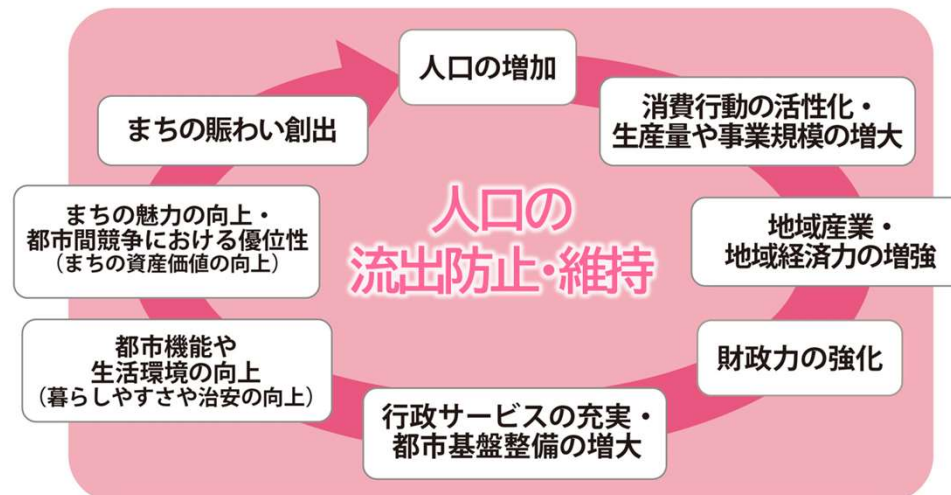 人口の増加
消費行動の活性化・
生産量や事業規模の増大
地域産業・
地域経済力の増強
財政力の強化
行政サービスの充実・
都市基盤整備の増大
都市機能や
生活環境の向上
(暮らしやすさや治安の向上)
まちの魅力の向上・
都市間競争における優位性
(まちの資産価値の向上)
まちの賑わい創出
人口の
流出防止・維持